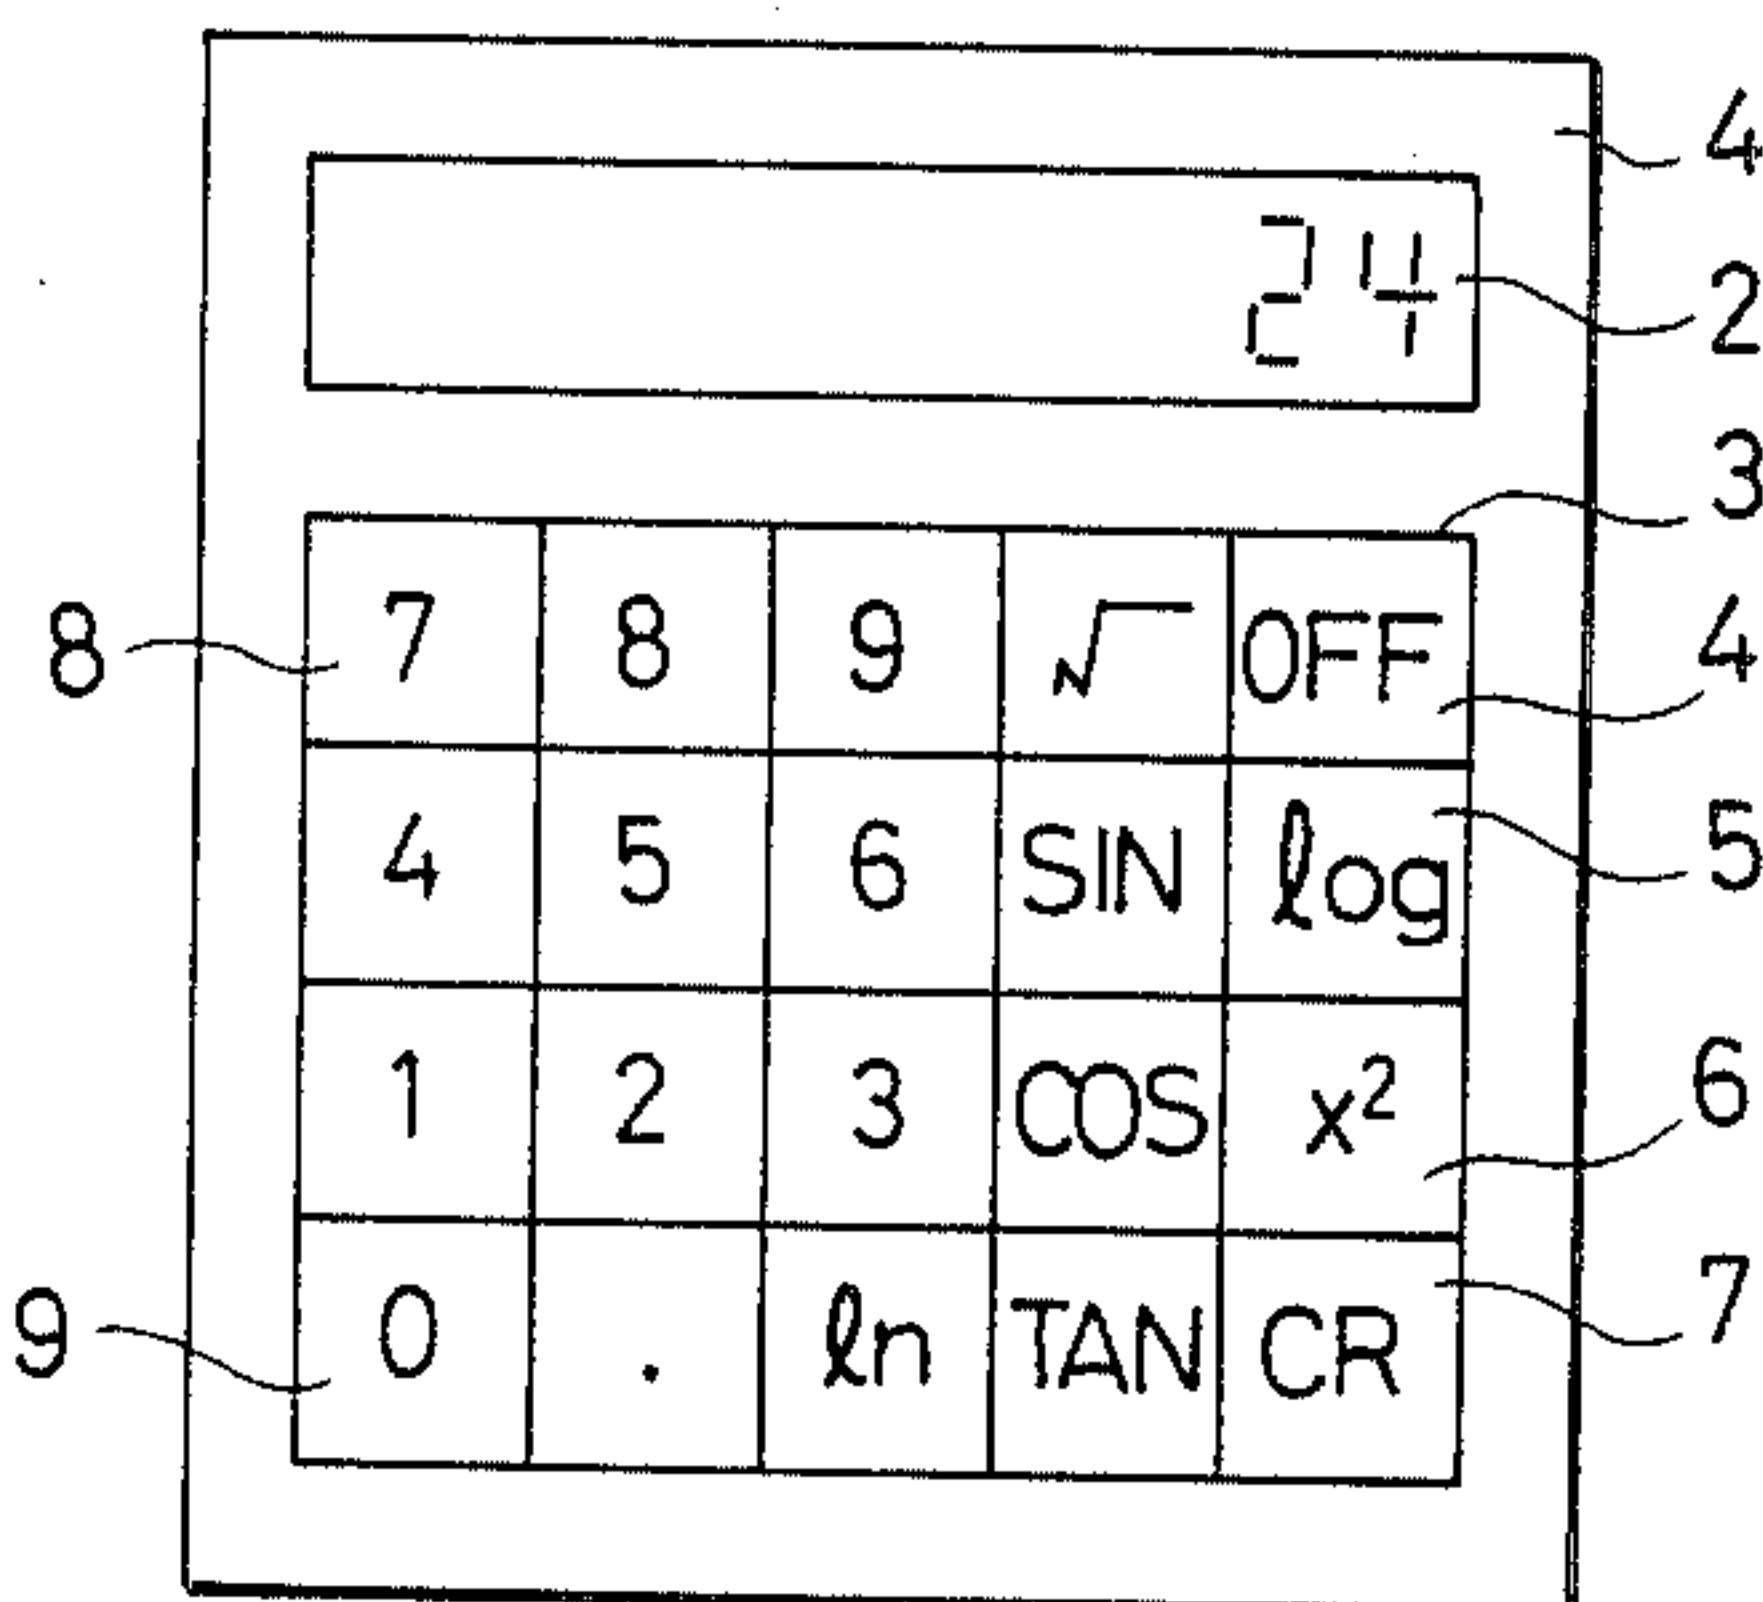 4
24 2
3
8 7 8 9 √ OFF 4
4 5 6 SIN log 5
1 2 3 COS x² 6
9 0 . ln TAN CR 7